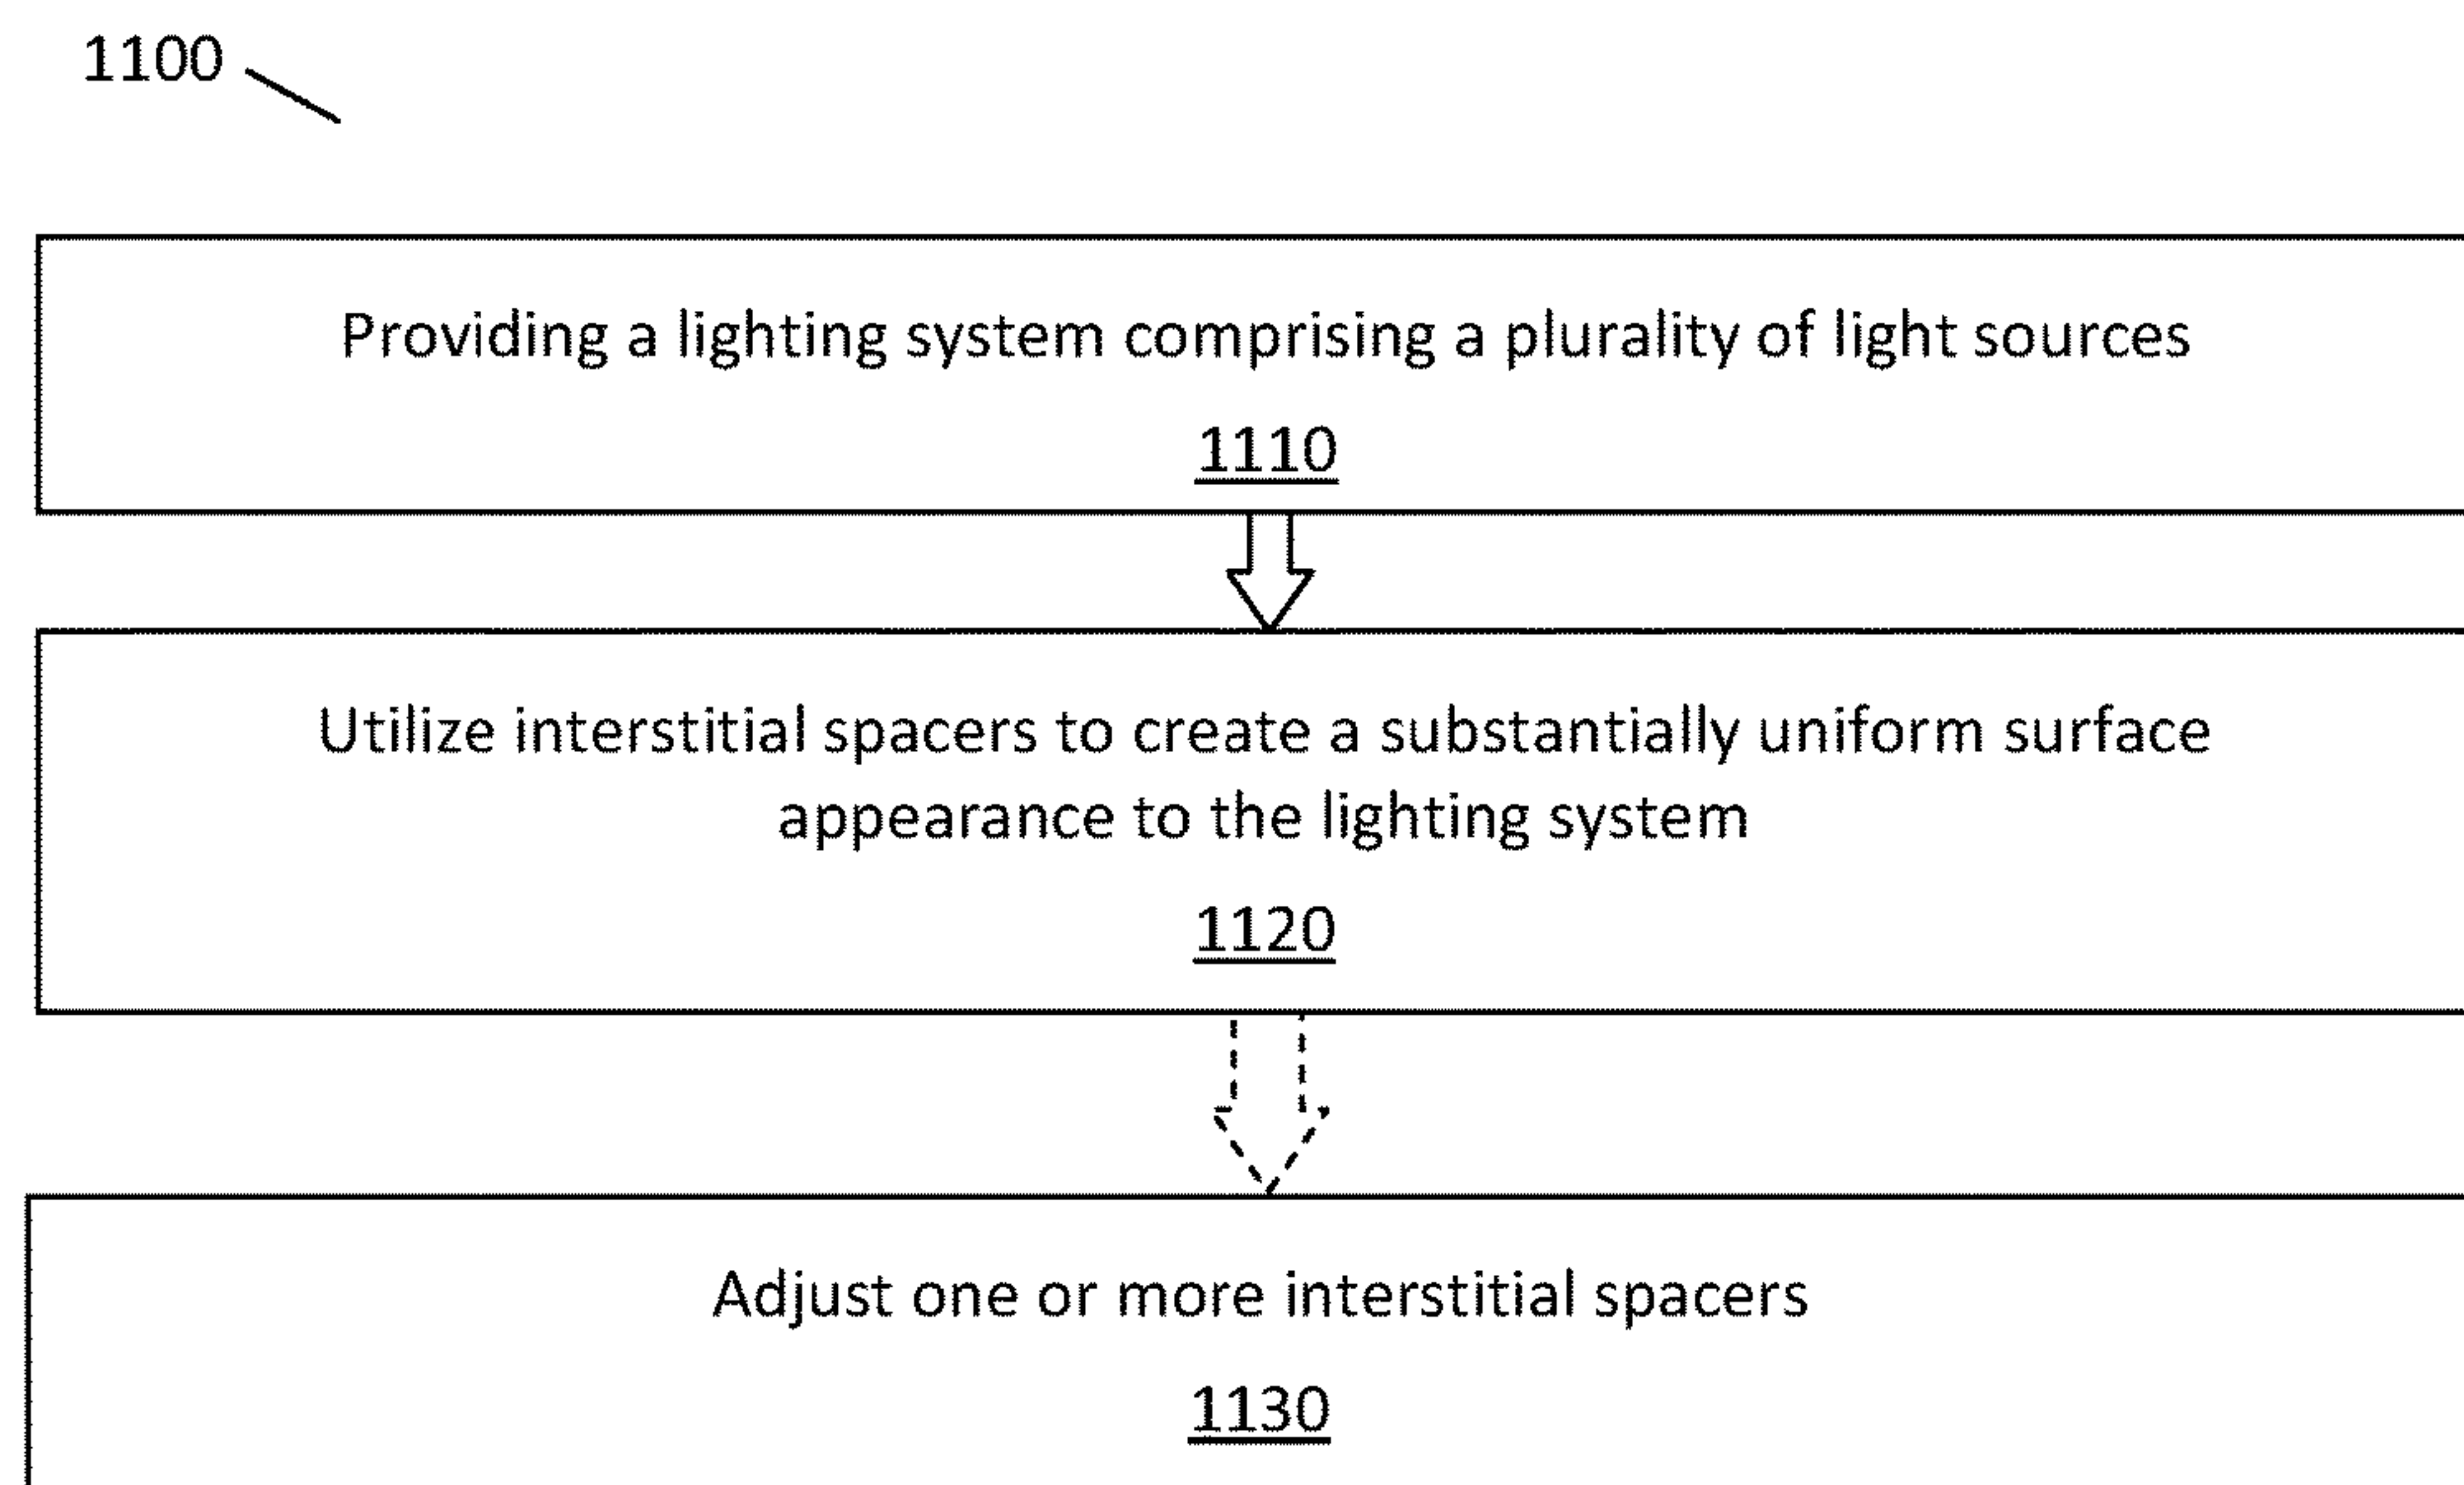 1100
Providing a lighting system comprising a plurality of light sources
1110
Utilize interstitial spacers to create a substantially uniform surface
appearance to the lighting system
1120
Adjust one or more interstitial spacers
1130